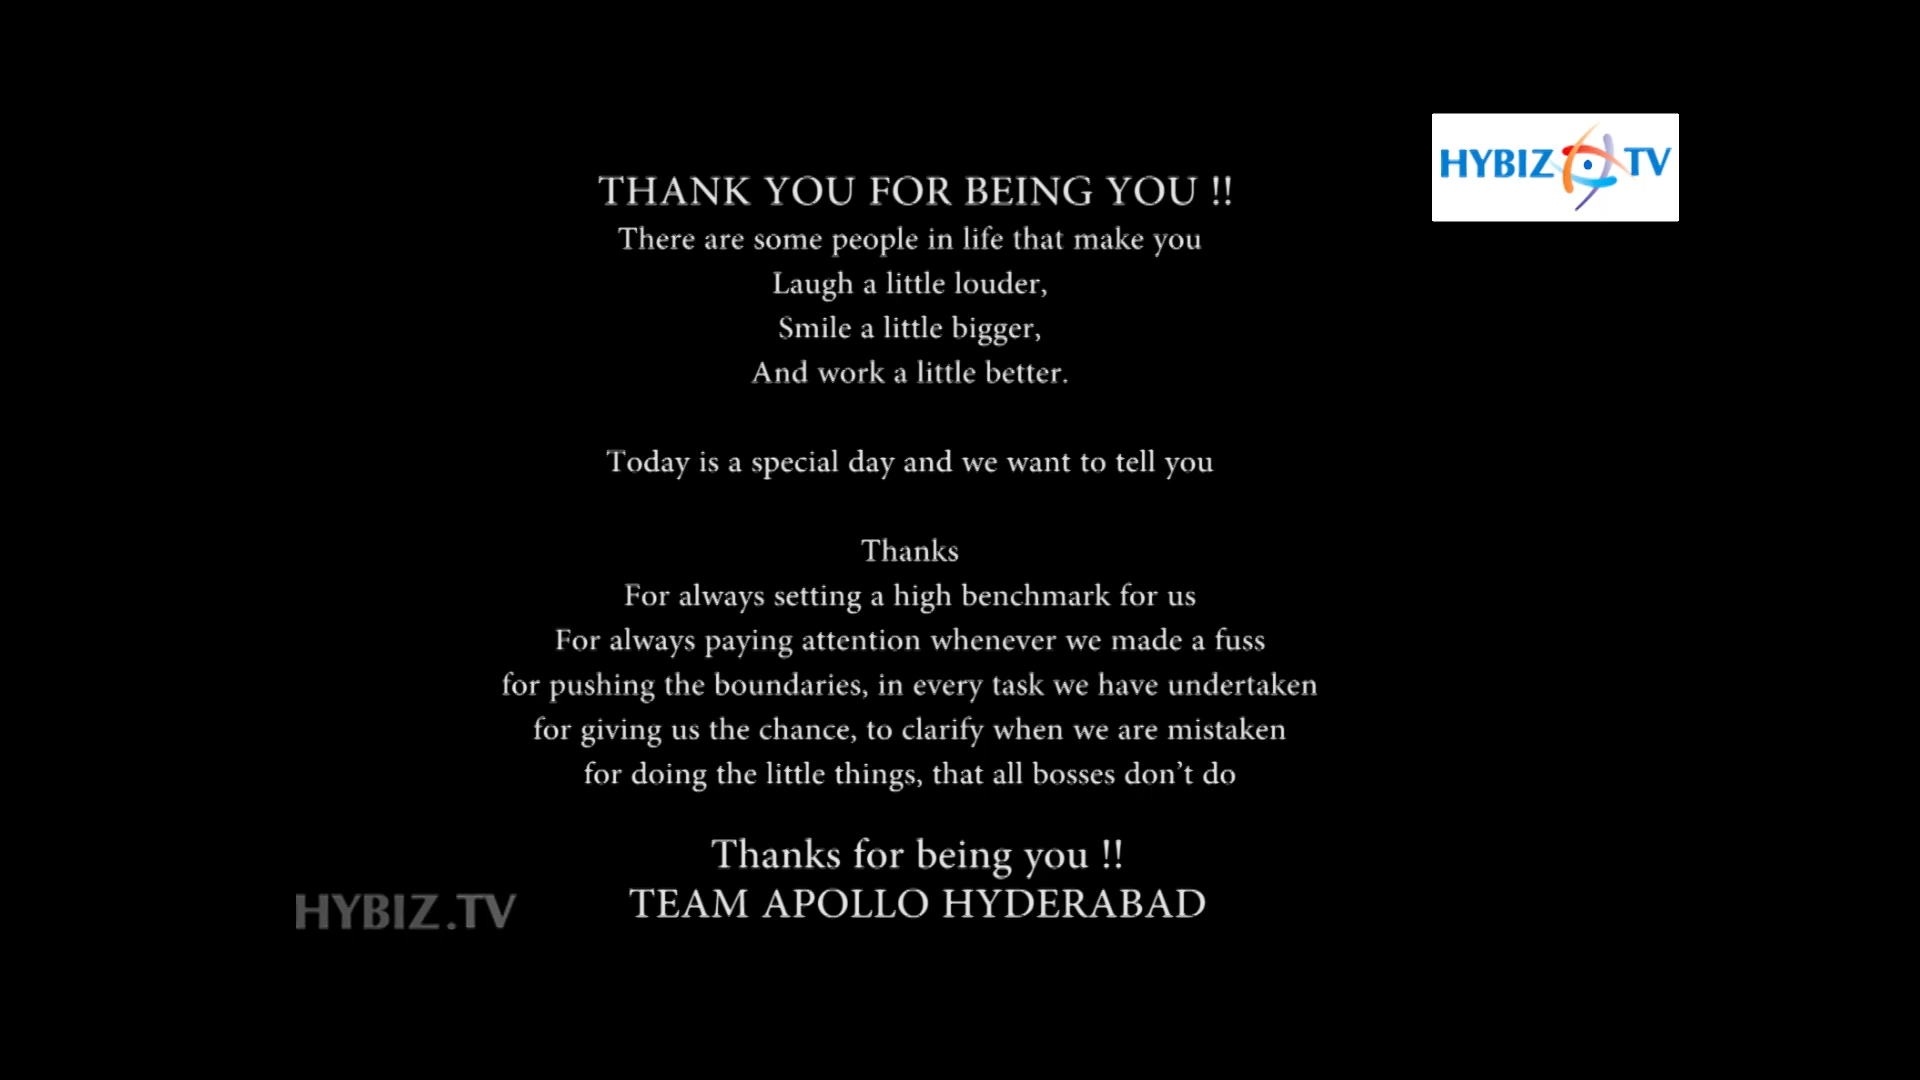 HYBIZ TV
THANK YOU FOR BEING YOU !!
There are some people in life that make you
Laugh a little louder,
Smile a little bigger,
And work a little better.
Today is a special day and we want to tell you
Thanks
For always setting a high benchmark for us
For always paying attention whenever we made a fuss
for pushing the boundaries, in every task we have undertaken
for giving us the chance, to clarify when we are mistaken
for doing the little things, that all bosses don't do
Thanks for being you !!
TEAM APOLLO HYDERABAD
HYBIZ.TV